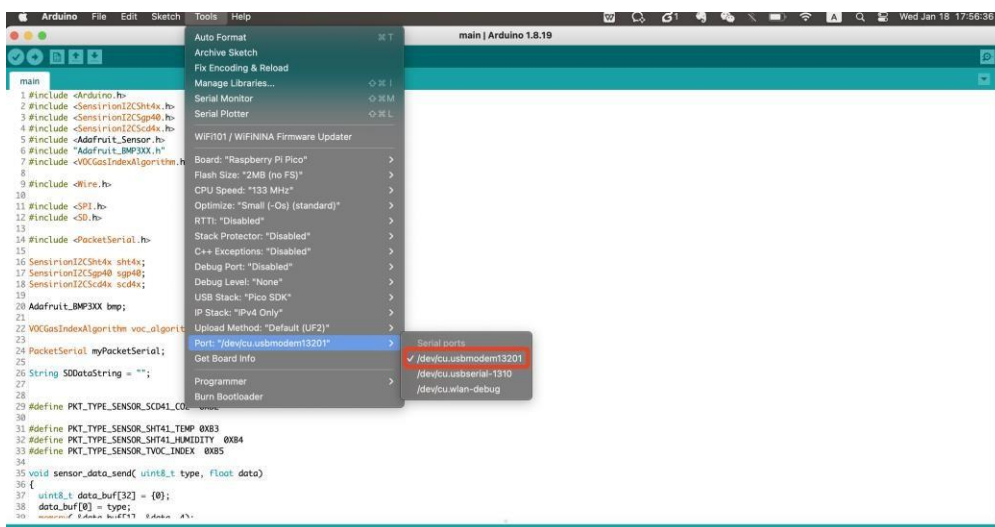 Arduino File Edit Sketch Tools Help
Wed Jan 18 17:56:36
main | Arduino 1.8.19
main
Auto Format ⌘ T
Archive Sketch
Fix Encoding & Reload
Manage Libraries... ⇧ ⌘ I
Serial Monitor ⇧ ⌘ M
Serial Plotter ⇧ ⌘ L
WiFi101 / WiFiNINA Firmware Updater
Board: "Raspberry Pi Pico"
Flash Size: "2MB (no FS)"
CPU Speed: "133 MHz"
Optimize: "Small (-Os) (standard)"
RTTI: "Disabled"
Stack Protector: "Disabled"
C++ Exceptions: "Disabled"
Debug Port: "Disabled"
Debug Level: "None"
USB Stack: "Pico SDK"
IP Stack: "IPv4 Only"
Upload Method: "Default (UF2)"
Port: "/dev/cu.usbmodem13201"
Get Board Info
Programmer
Burn Bootloader
Serial ports
✓ /dev/cu.usbmodem13201
/dev/cu.usbserial-1310
/dev/cu.wlan-debug
1 #include <Arduino.h>
2 #include <SensirionI2CSht4x.h>
3 #include <SensirionI2CSgp40.h>
4 #include <SensirionI2CScd4x.h>
5 #include <Adafruit_Sensor.h>
6 #include "Adafruit_BMP3XX.h"
7 #include <VOCGasIndexAlgorithm.h
8
9 #include <Wire.h>
10
11 #include <SPI.h>
12 #include <SD.h>
13
14 #include <PacketSerial.h>
15
16 SensirionI2CSht4x sht4x;
17 SensirionI2CSgp40 sgp40;
18 SensirionI2CScd4x scd4x;
19
20 Adafruit_BMP3XX bmp;
21
22 VOCGasIndexAlgorithm voc_algorit
23
24 PacketSerial myPacketSerial;
25
26 String SDDataString = "";
27
28
29 #define PKT_TYPE_SENSOR_SCD41_CO2
30
31 #define PKT_TYPE_SENSOR_SHT41_TEMP 0XB3
32 #define PKT_TYPE_SENSOR_SHT41_HUMIDITY 0XB4
33 #define PKT_TYPE_SENSOR_TVOC_INDEX 0XB5
34
35 void sensor_data_send( uint8_t type, float data)
36 {
37 uint8_t data_buf[32] = {0};
38 data_buf[0] = type;